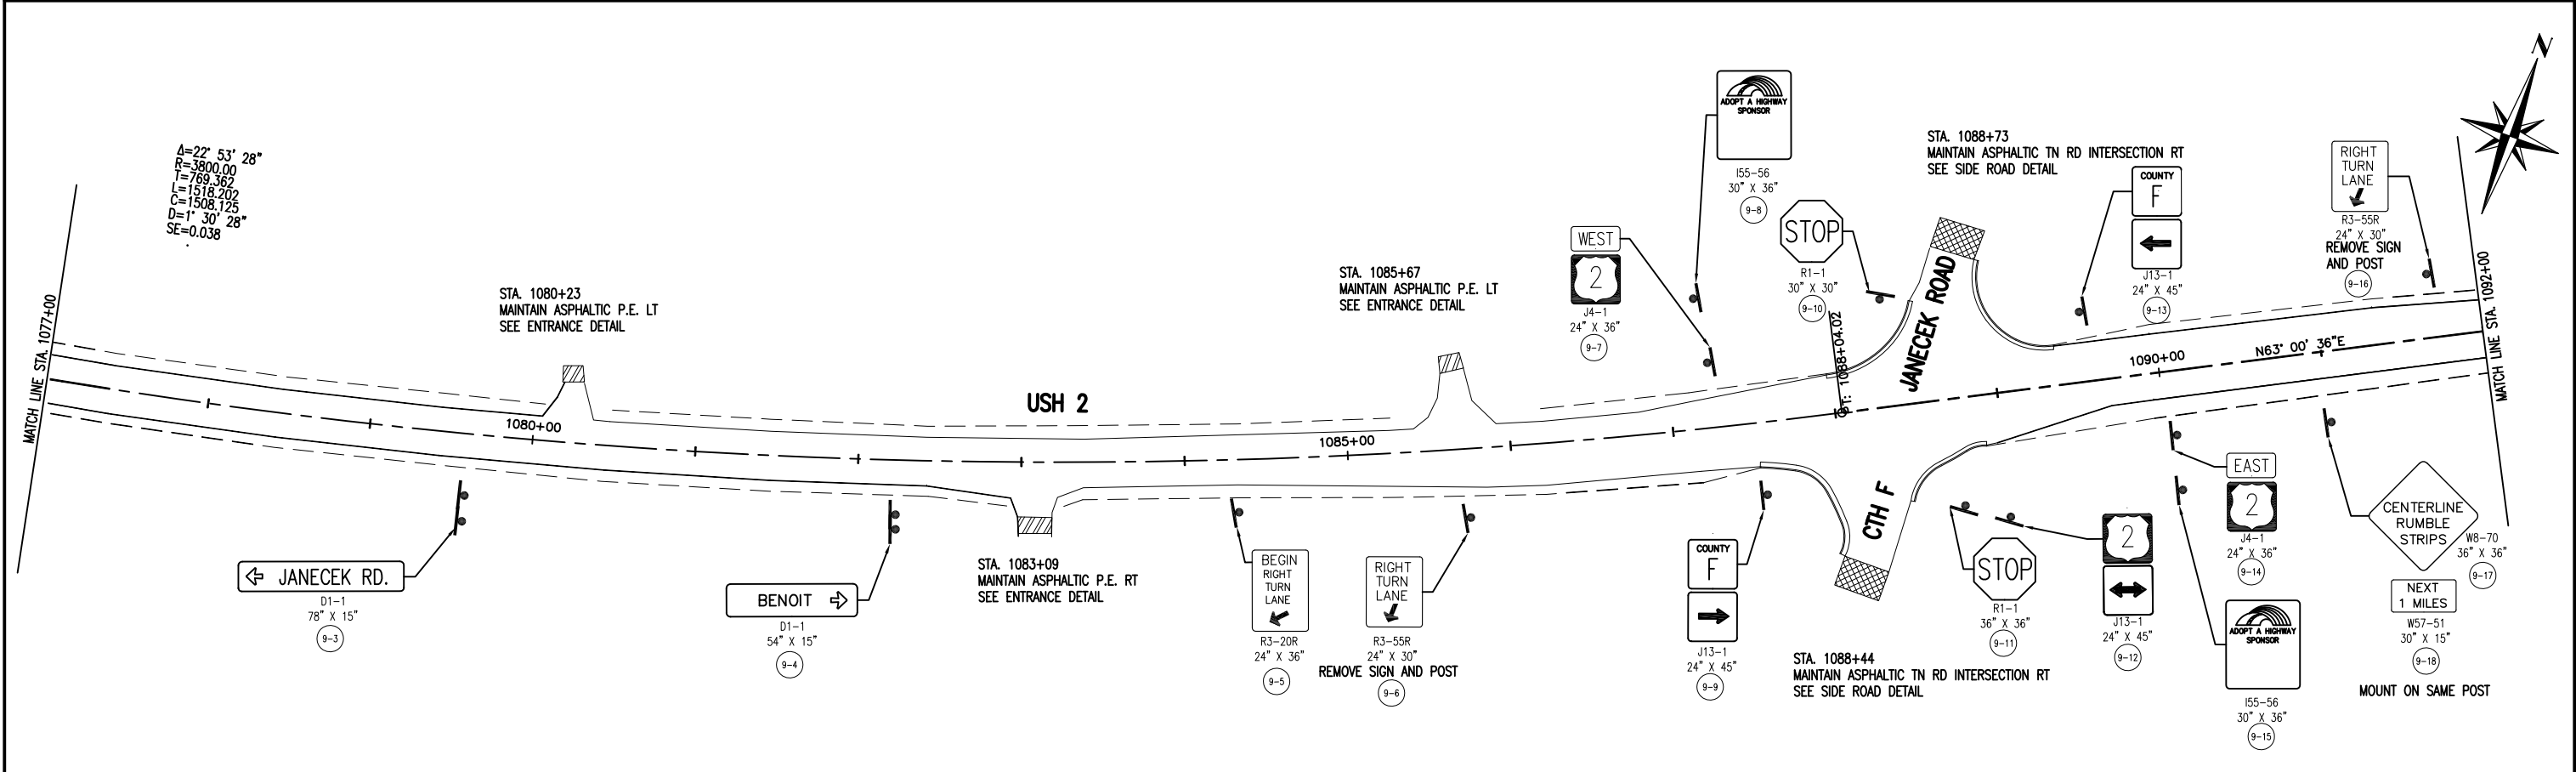 Δ=22° 53' 28"
R=3800.00
T=769.362
L=1518.202
C=1508.125
D=1° 30' 28"
SE=0.038
MATCH LINE STA. 1077+00
STA. 1080+23
MAINTAIN ASPHALTIC P.E. LT
SEE ENTRANCE DETAIL
1080+00
JANECEK RD.
D1-1
78" X 15"
9-3
BENOIT
D1-1
54" X 15"
9-4
STA. 1083+09
MAINTAIN ASPHALTIC P.E. RT
SEE ENTRANCE DETAIL
USH 2
BEGIN
RIGHT
TURN
LANE
R3-20R
24" X 36"
9-5
STA. 1085+67
MAINTAIN ASPHALTIC P.E. LT
SEE ENTRANCE DETAIL
1085+00
RIGHT
TURN
LANE
R3-55R
24" X 30"
REMOVE SIGN AND POST
9-6
WEST
2
J4-1
24" X 36"
9-7
ADOPT A HIGHWAY
SPONSOR
I55-56
30" X 36"
9-8
COUNTY
F
J13-1
24" X 45"
9-9
STOP
R1-1
30" X 30"
9-10
ST: 1088+04.02
JANECEK ROAD
CTH F
STA. 1088+44
MAINTAIN ASPHALTIC TN RD INTERSECTION RT
SEE SIDE ROAD DETAIL
STA. 1088+73
MAINTAIN ASPHALTIC TN RD INTERSECTION RT
SEE SIDE ROAD DETAIL
STOP
R1-1
36" X 36"
9-11
2
J13-1
24" X 45"
9-12
COUNTY
F
J13-1
24" X 45"
9-13
1090+00
N63° 00' 36"E
EAST
2
J4-1
24" X 36"
9-14
ADOPT A HIGHWAY
SPONSOR
I55-56
30" X 36"
9-15
RIGHT
TURN
LANE
R3-55R
24" X 30"
REMOVE SIGN
AND POST
9-16
CENTERLINE
RUMBLE
STRIPS
W8-70
36" X 36"
9-17
NEXT
1 MILES
W57-51
30" X 15"
9-18
MOUNT ON SAME POST
MATCH LINE STA. 1092+00
N